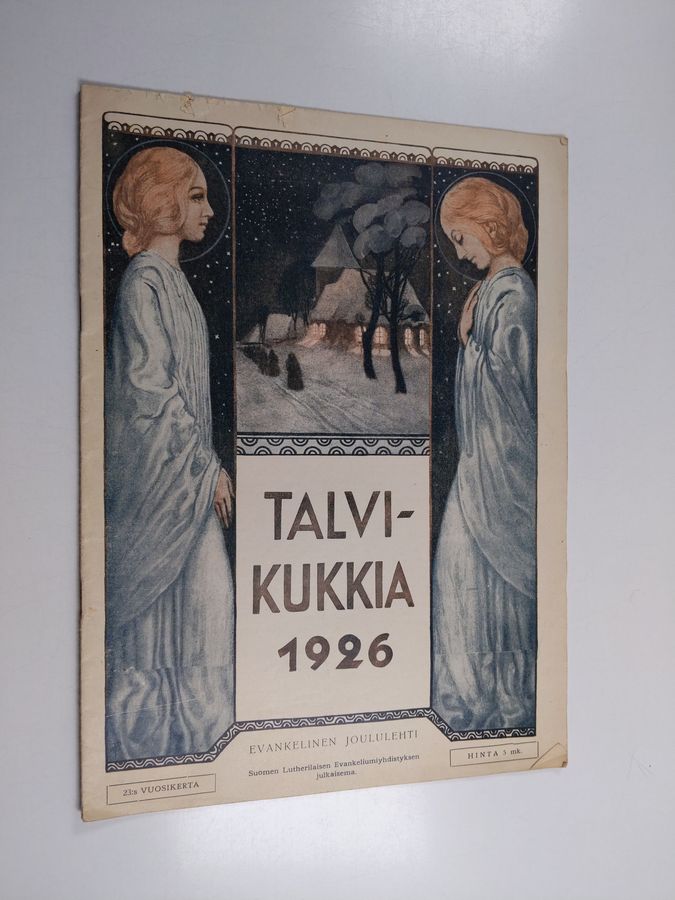 TALVI-
KUKKIA
1926
EVANKELINEN JOULULEHTI
Suomen Lutherilaisen Evankeliumiyhdistyksen
julkaisema.
23:s VUOSIKERTA
HINTA 5 mk.